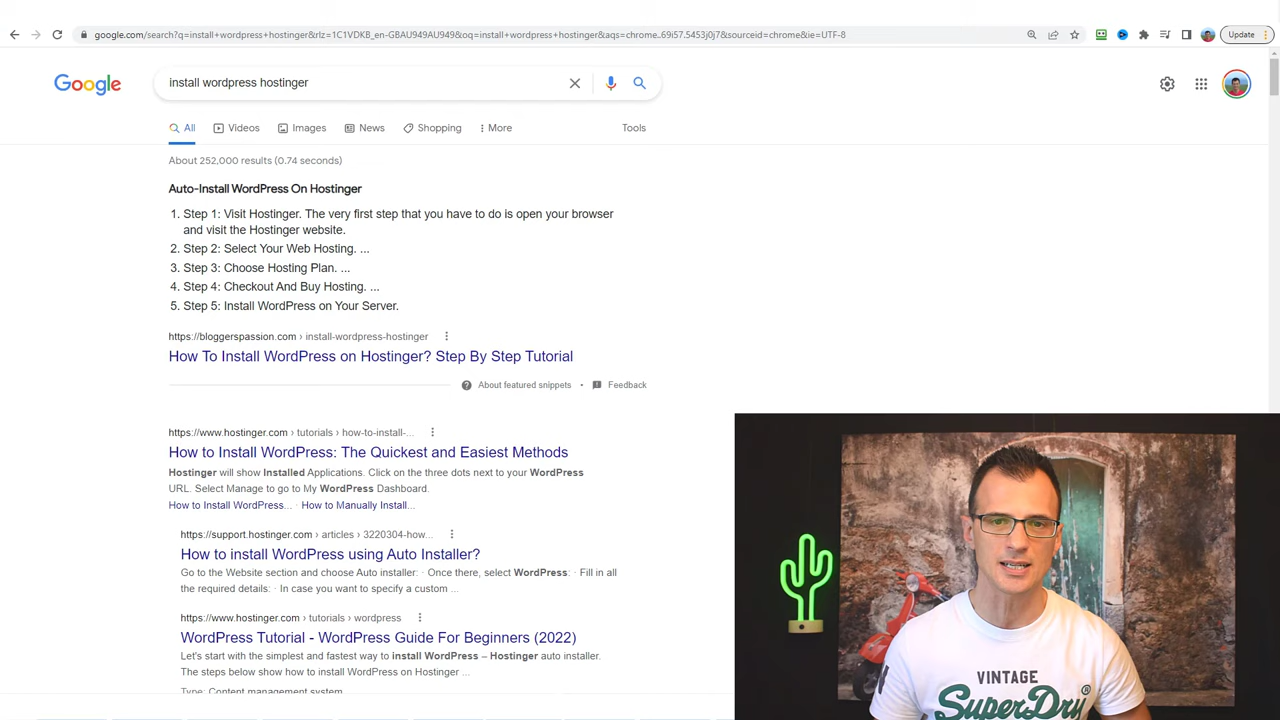 google.com/search?q=install+wordpress+hostinger&rlz=1C1VDKB_en-GBAU949AU949&oq=install+wordpress+hostinger&aqs=chrome..69i57.5453j0j7&sourceid=chrome&ie=UTF-8
Update
Google
install wordpress hostinger
All
Videos
Images
News
Shopping
More
Tools
About 252,000 results (0.74 seconds)
Auto-Install WordPress On Hostinger
1. Step 1: Visit Hostinger. The very first step that you have to do is open your browser
and visit the Hostinger website.
2. Step 2: Select Your Web Hosting. ...
3. Step 3: Choose Hosting Plan. ...
4. Step 4: Checkout And Buy Hosting. ...
5. Step 5: Install WordPress on Your Server.
https://bloggerspassion.com › install-wordpress-hostinger
How To Install WordPress on Hostinger? Step By Step Tutorial
About featured snippets • Feedback
https://www.hostinger.com › tutorials › how-to-install-...
How to Install WordPress: The Quickest and Easiest Methods
Hostinger will show Installed Applications. Click on the three dots next to your WordPress
URL. Select Manage to go to My WordPress Dashboard.
How to Install WordPress... · How to Manually Install...
https://support.hostinger.com › articles › 3220304-how...
How to install WordPress using Auto Installer?
Go to the Website section and choose Auto installer: · Once there, select WordPress: · Fill in all
the required details: · In case you want to specify a custom ...
https://www.hostinger.com › tutorials › wordpress
WordPress Tutorial - WordPress Guide For Beginners (2022)
Let's start with the simplest and fastest way to install WordPress – Hostinger auto installer.
The steps below show how to install WordPress on Hostinger ...
Type: Content management system
VINTAGE
SuperDry®